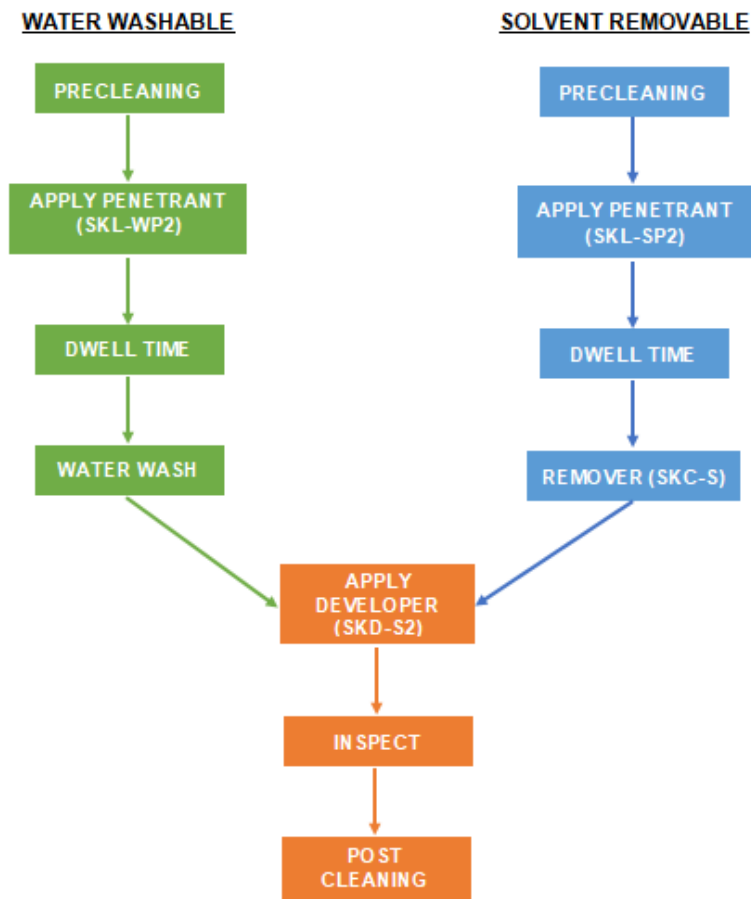 WATER WASHABLE
PRECLEANING
APPLY PENETRANT
(SKL-WP2)
DWELL TIME
WATER WASH
SOLVENT REMOVABLE
PRECLEANING
APPLY PENETRANT
(SKL-SP2)
DWELL TIME
REMOVER (SKC-S)
APPLY
DEVELOPER
(SKD-S2)
INSPECT
POST
CLEANING